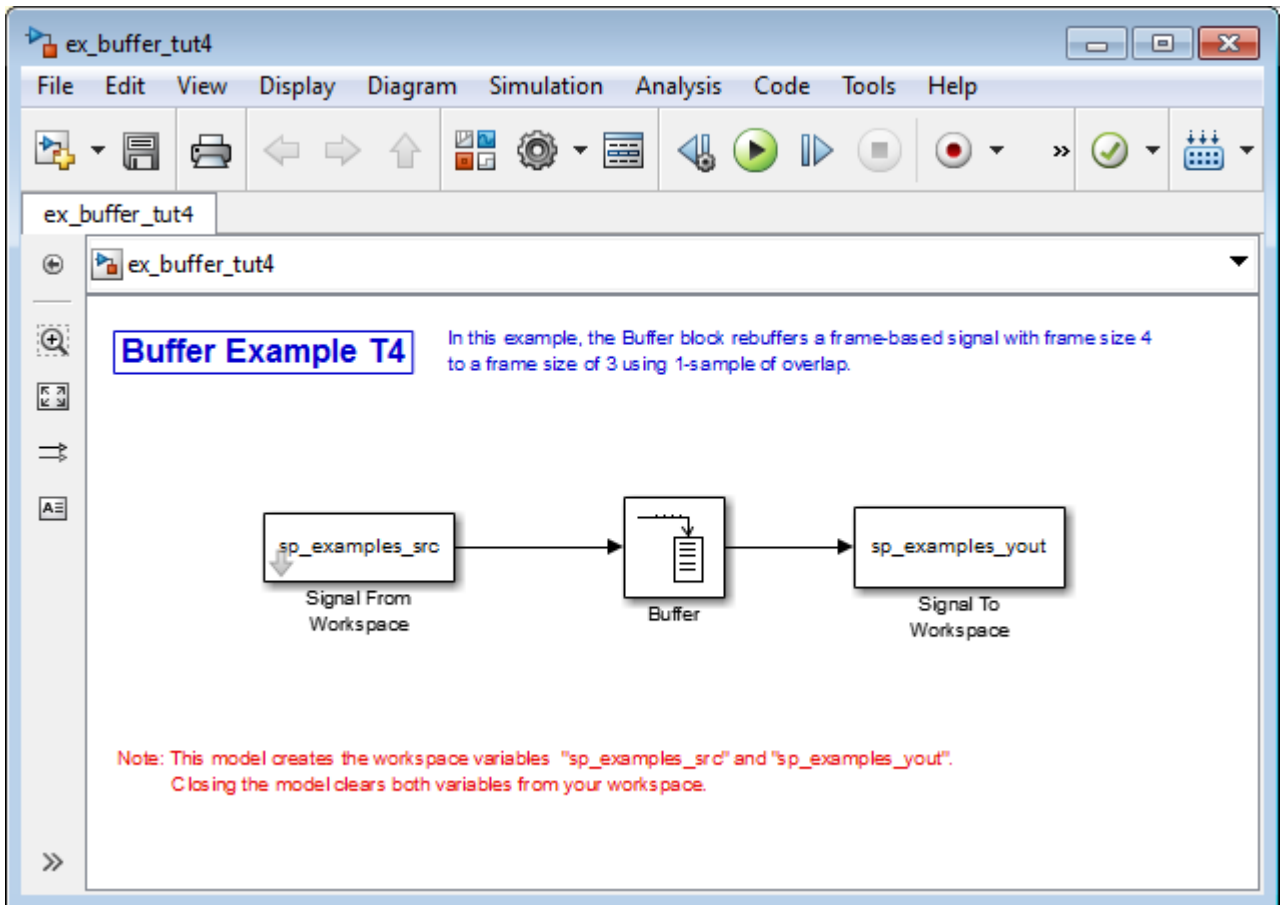 ex_buffer_tut4
File Edit View Display Diagram Simulation Analysis Code Tools Help
ex_buffer_tut4
ex_buffer_tut4
Buffer Example T4
In this example, the Buffer block rebuffers a frame-based signal with frame size 4
to a frame size of 3 using 1-sample of overlap.
sp_examples_src
Signal From
Workspace
Buffer
sp_examples_yout
Signal To
Workspace
Note: This model creates the workspace variables "sp_examples_src" and "sp_examples_yout".
Closing the model clears both variables from your workspace.